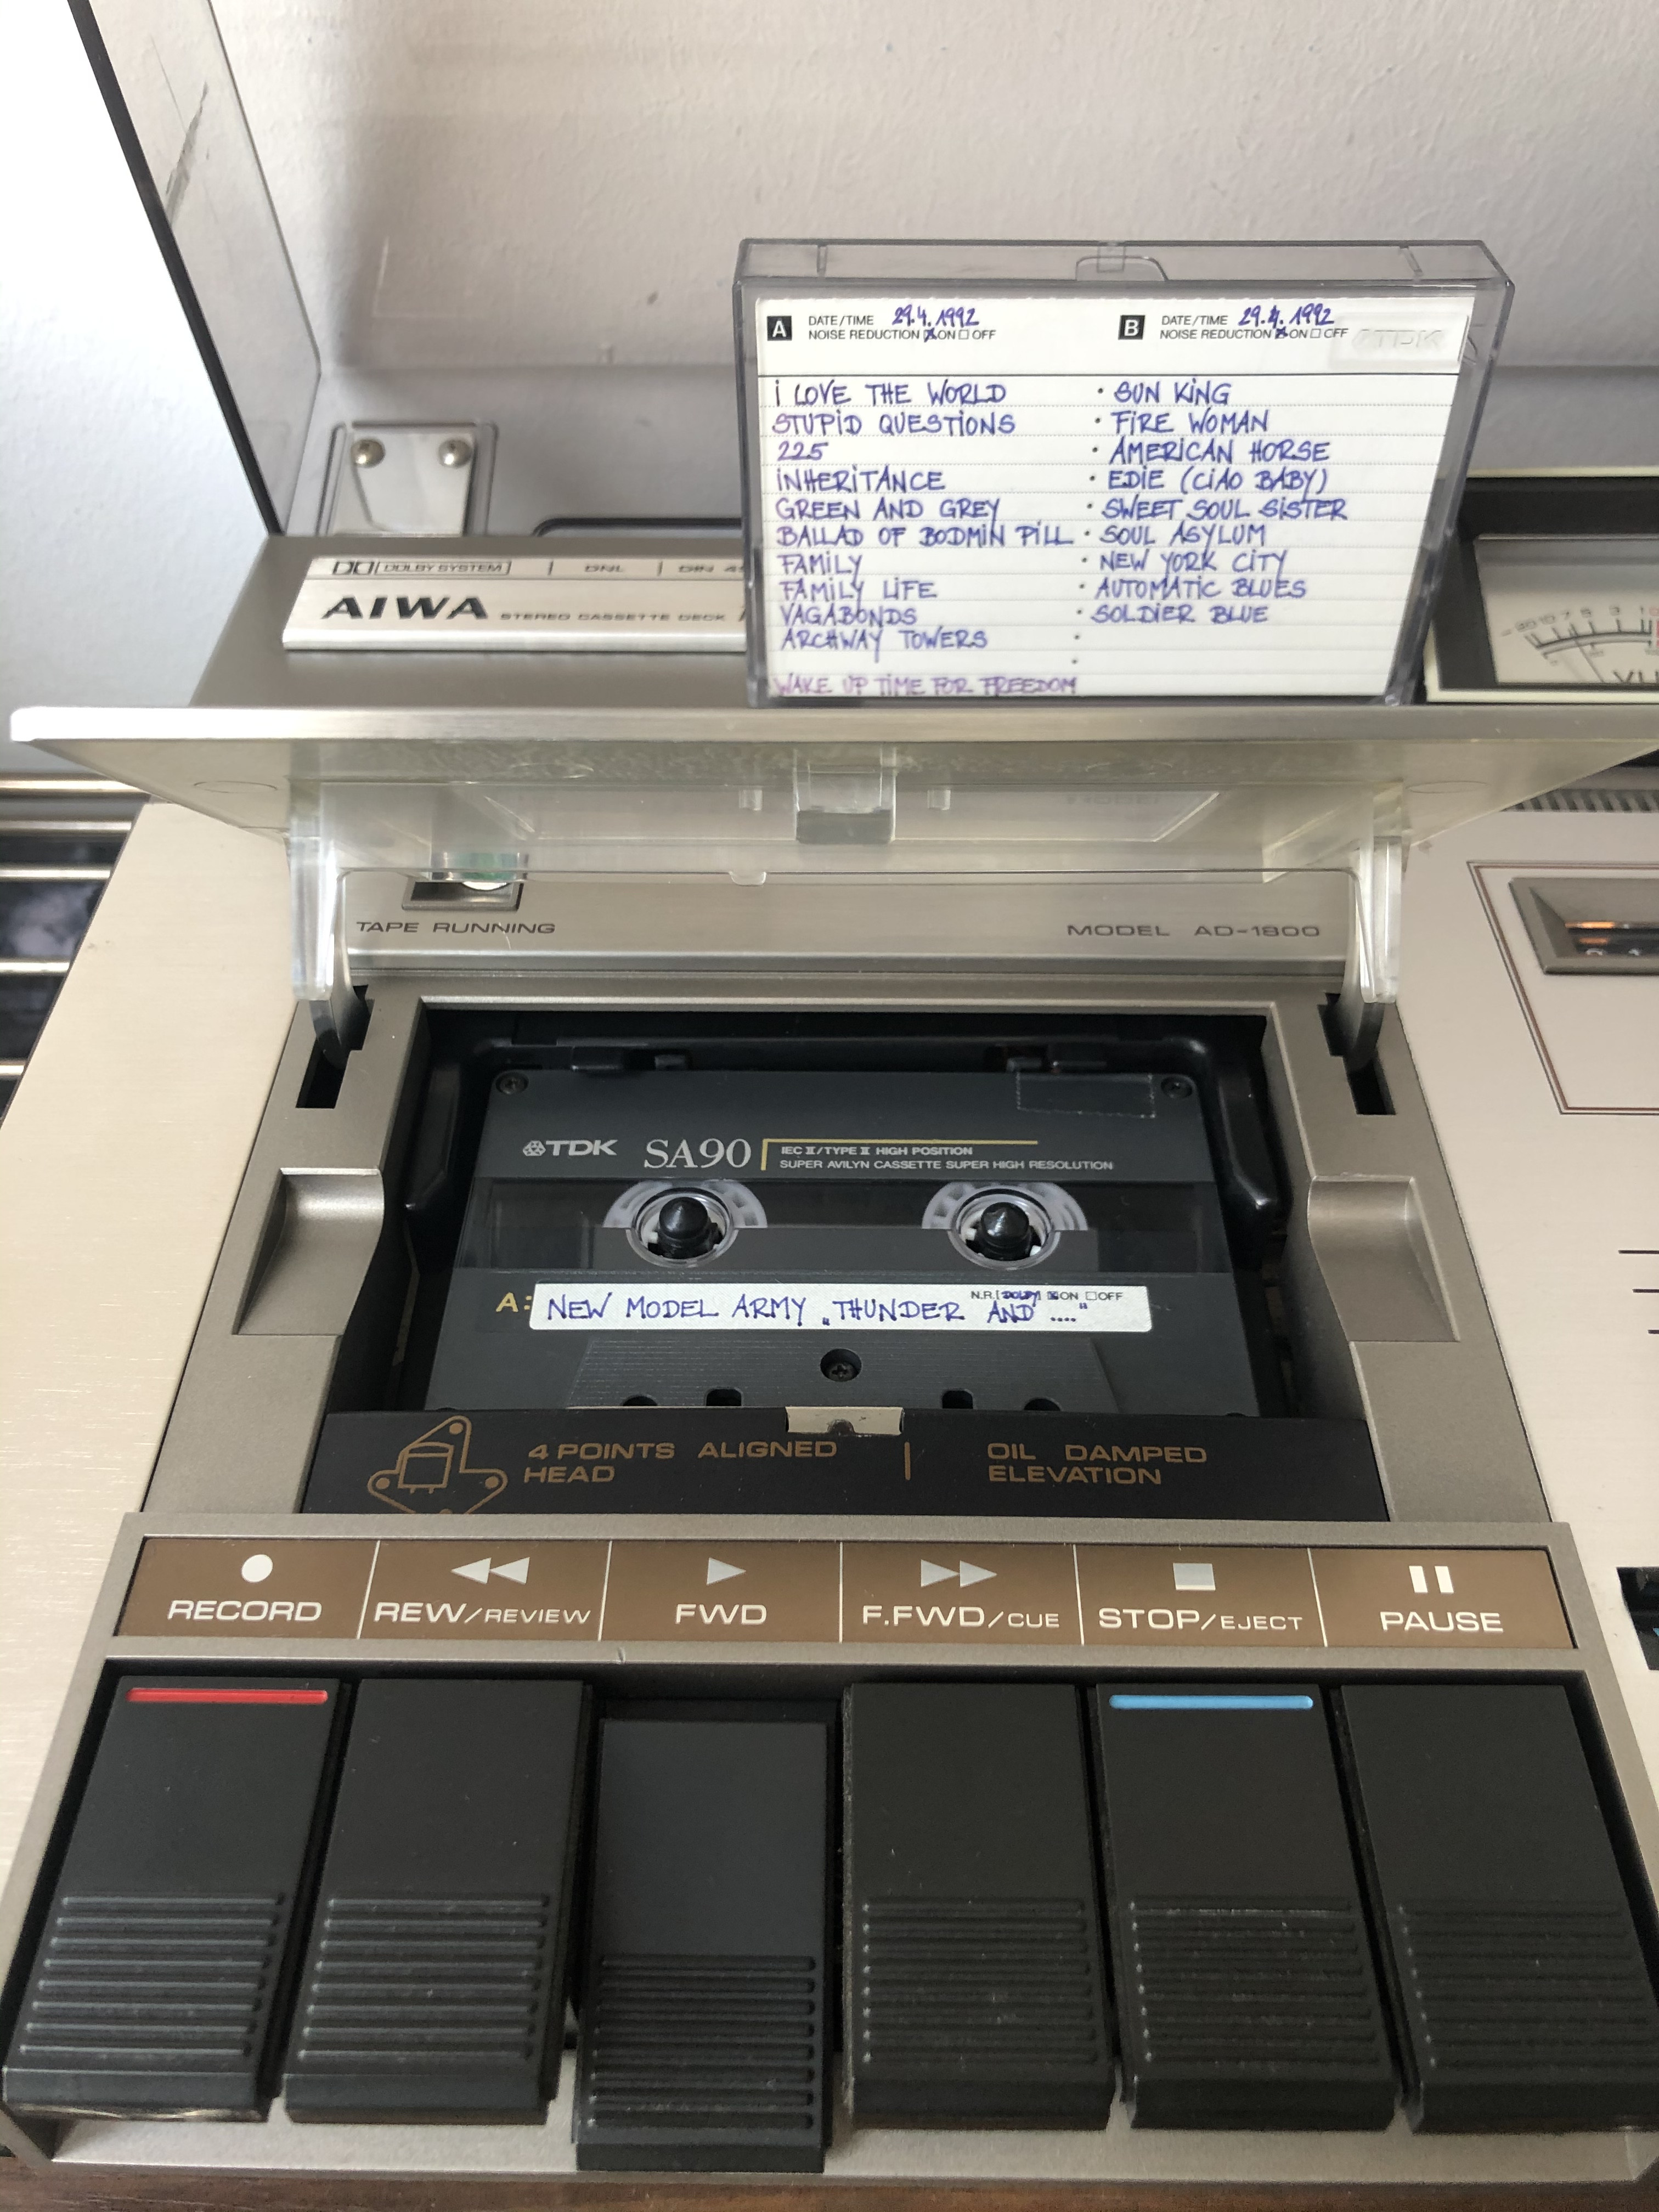 A DATE/TIME 29.4.1992
NOISE REDUCTION ☒ ON ☐ OFF
B DATE/TIME 29.4.1992
NOISE REDUCTION ☒ ON ☐ OFF
TDK
I LOVE THE WORLD
STUPID QUESTIONS
225
INHERITANCE
GREEN AND GREY
BALLAD OF BODMIN PILL
FAMILY
FAMILY LIFE
VAGABONDS
ARCHWAY TOWERS
WAKE UP TIME FOR FREEDOM
· SUN KING
· FIRE WOMAN
· AMERICAN HORSE
· EDIE (CIAO BABY)
· SWEET SOUL SISTER
· SOUL ASYLUM
· NEW YORK CITY
· AUTOMATIC BLUES
· SOLDIER BLUE
DOLBY SYSTEM | DNL | DIN
AIWA STEREO CASSETTE DECK
VU
TAPE RUNNING
MODEL AD-1800
TDK SA90
IEC II/TYPE II HIGH POSITION
SUPER AVILYN CASSETTE SUPER HIGH RESOLUTION
A:
N.R. [DOLBY] ☒ ON ☐ OFF
NEW MODEL ARMY „THUNDER AND ...."
4 POINTS ALIGNED
HEAD
OIL DAMPED
ELEVATION
RECORD
REW/REVIEW
FWD
F.FWD/CUE
STOP/EJECT
PAUSE